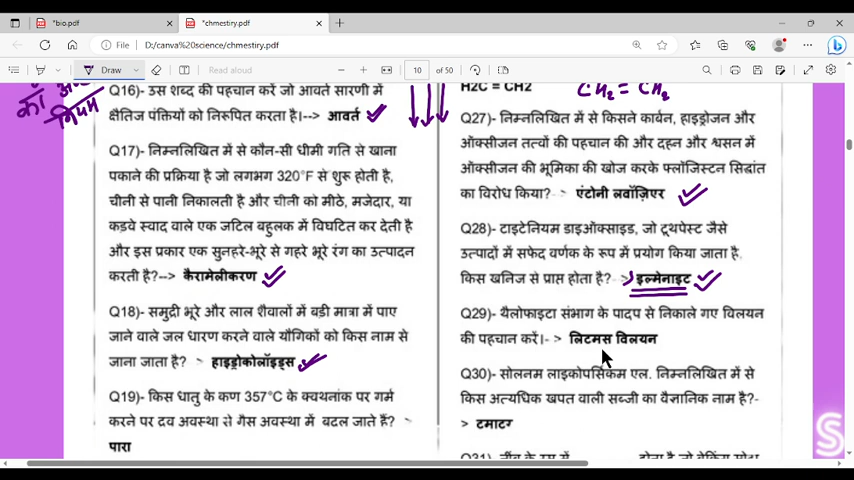 *bio.pdf
*chmestiry.pdf
File
D:/canva%20science/chmestiry.pdf
Draw
Read aloud
10
of 50
का
नियम
Q16)- उस शब्द की पहचान करें जो आवर्त सारणी में
क्षैतिज पंक्तियों को निरूपित करता है।--> आवर्त
Q17)- निम्नलिखित में से कौन-सी धीमी गति से खाना
पकाने की प्रक्रिया है जो लगभग 320°F से शुरू होती है,
चीनी से पानी निकालती है और चीनी को मीठे, मजेदार, या
कड़वे स्वाद वाले एक जटिल बहुलक में विघटित कर देती है
और इस प्रकार एक सुनहरे-भूरे से गहरे भूरे रंग का उत्पादन
करती है?--> कैरामेलीकरण
Q18)- समुद्री भूरे और लाल शैवालों में बड़ी मात्रा में पाए
जाने वाले जल धारण करने वाले यौगिकों को किस नाम से
जाना जाता है? > हाइड्रोकोलॉइड्स
Q19)- किस धातु के कण 357°C के क्वथनांक पर गर्म
करने पर द्रव अवस्था से गैस अवस्था में बदल जाते हैं? >
पारा
H2C = CH2
CH2 = CH2
Q27)- निम्नलिखित में से किसने कार्बन, हाइड्रोजन और
ऑक्सीजन तत्वों की पहचान की और दहन और श्वसन में
ऑक्सीजन की भूमिका की खोज करके फ्लॉजिस्टन सिद्धांत
का विरोध किया? > एंटोनी लवॉज़िएर
Q28)- टाइटेनियम डाइऑक्साइड, जो टूथपेस्ट जैसे
उत्पादों में सफेद वर्णक के रूप में प्रयोग किया जाता है.
किस खनिज से प्राप्त होता है? > इल्मेनाइट
Q29)- थैलोफाइटा संभाग के पादप से निकाले गए विलयन
की पहचान करें।- > लिटमस विलयन
Q30)- सोलनम लाइकोपर्सिकम एल. निम्नलिखित में से
किस अत्यधिक खपत वाली सब्जी का वैज्ञानिक नाम है?-
> टमाटर